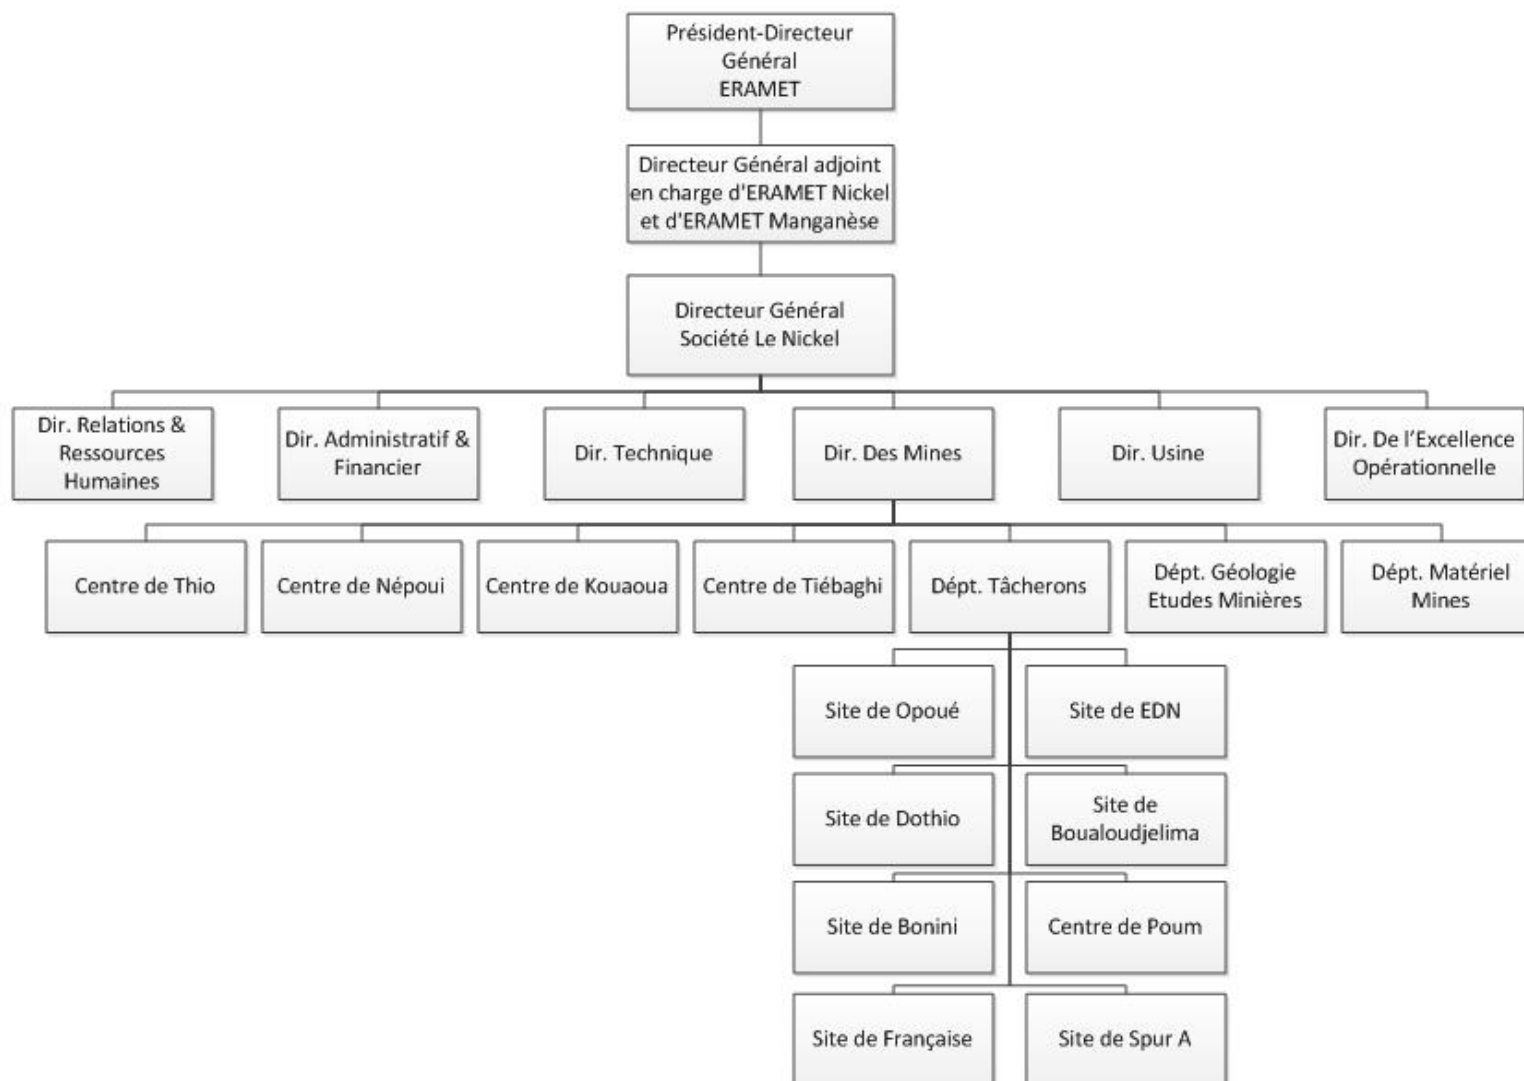 Président-Directeur
Général
ERAMET
Directeur Général adjoint
en charge d'ERAMET Nickel
et d'ERAMET Manganèse
Directeur Général
Société Le Nickel
Dir. Relations &
Ressources
Humaines
Dir. Administratif &
Financier
Dir. Technique
Dir. Des Mines
Dir. Usine
Dir. De l’Excellence
Opérationnelle
Centre de Thio
Centre de Népoui
Centre de Kouaoua
Centre de Tiébaghi
Dépt. Tâcherons
Dépt. Géologie
Etudes Minières
Dépt. Matériel
Mines
Site de Opoué
Site de EDN
Site de Dothio
Site de
Boualoudjelima
Site de Bonini
Centre de Poum
Site de Française
Site de Spur A